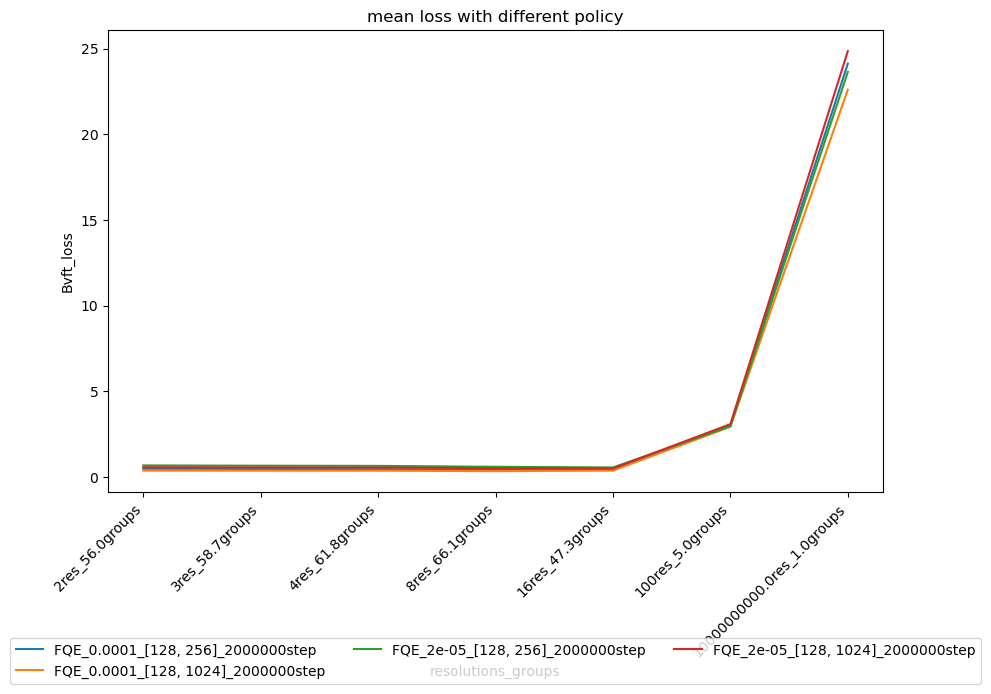 mean loss with different policy
25
20
15
10
5
0
Bvft_loss
2res_56.0groups
3res_58.7groups
4res_61.8groups
8res_66.1groups
16res_47.3groups
100res_5.0groups
FQE_0.0001_[128, 256]_2000000step
FQE_2e-05_[128, 256]_2000000step
FQE_2e-05_[128, 1024]_2000000step
FQE_0.0001_[128, 1024]_2000000step
resolutions_groups